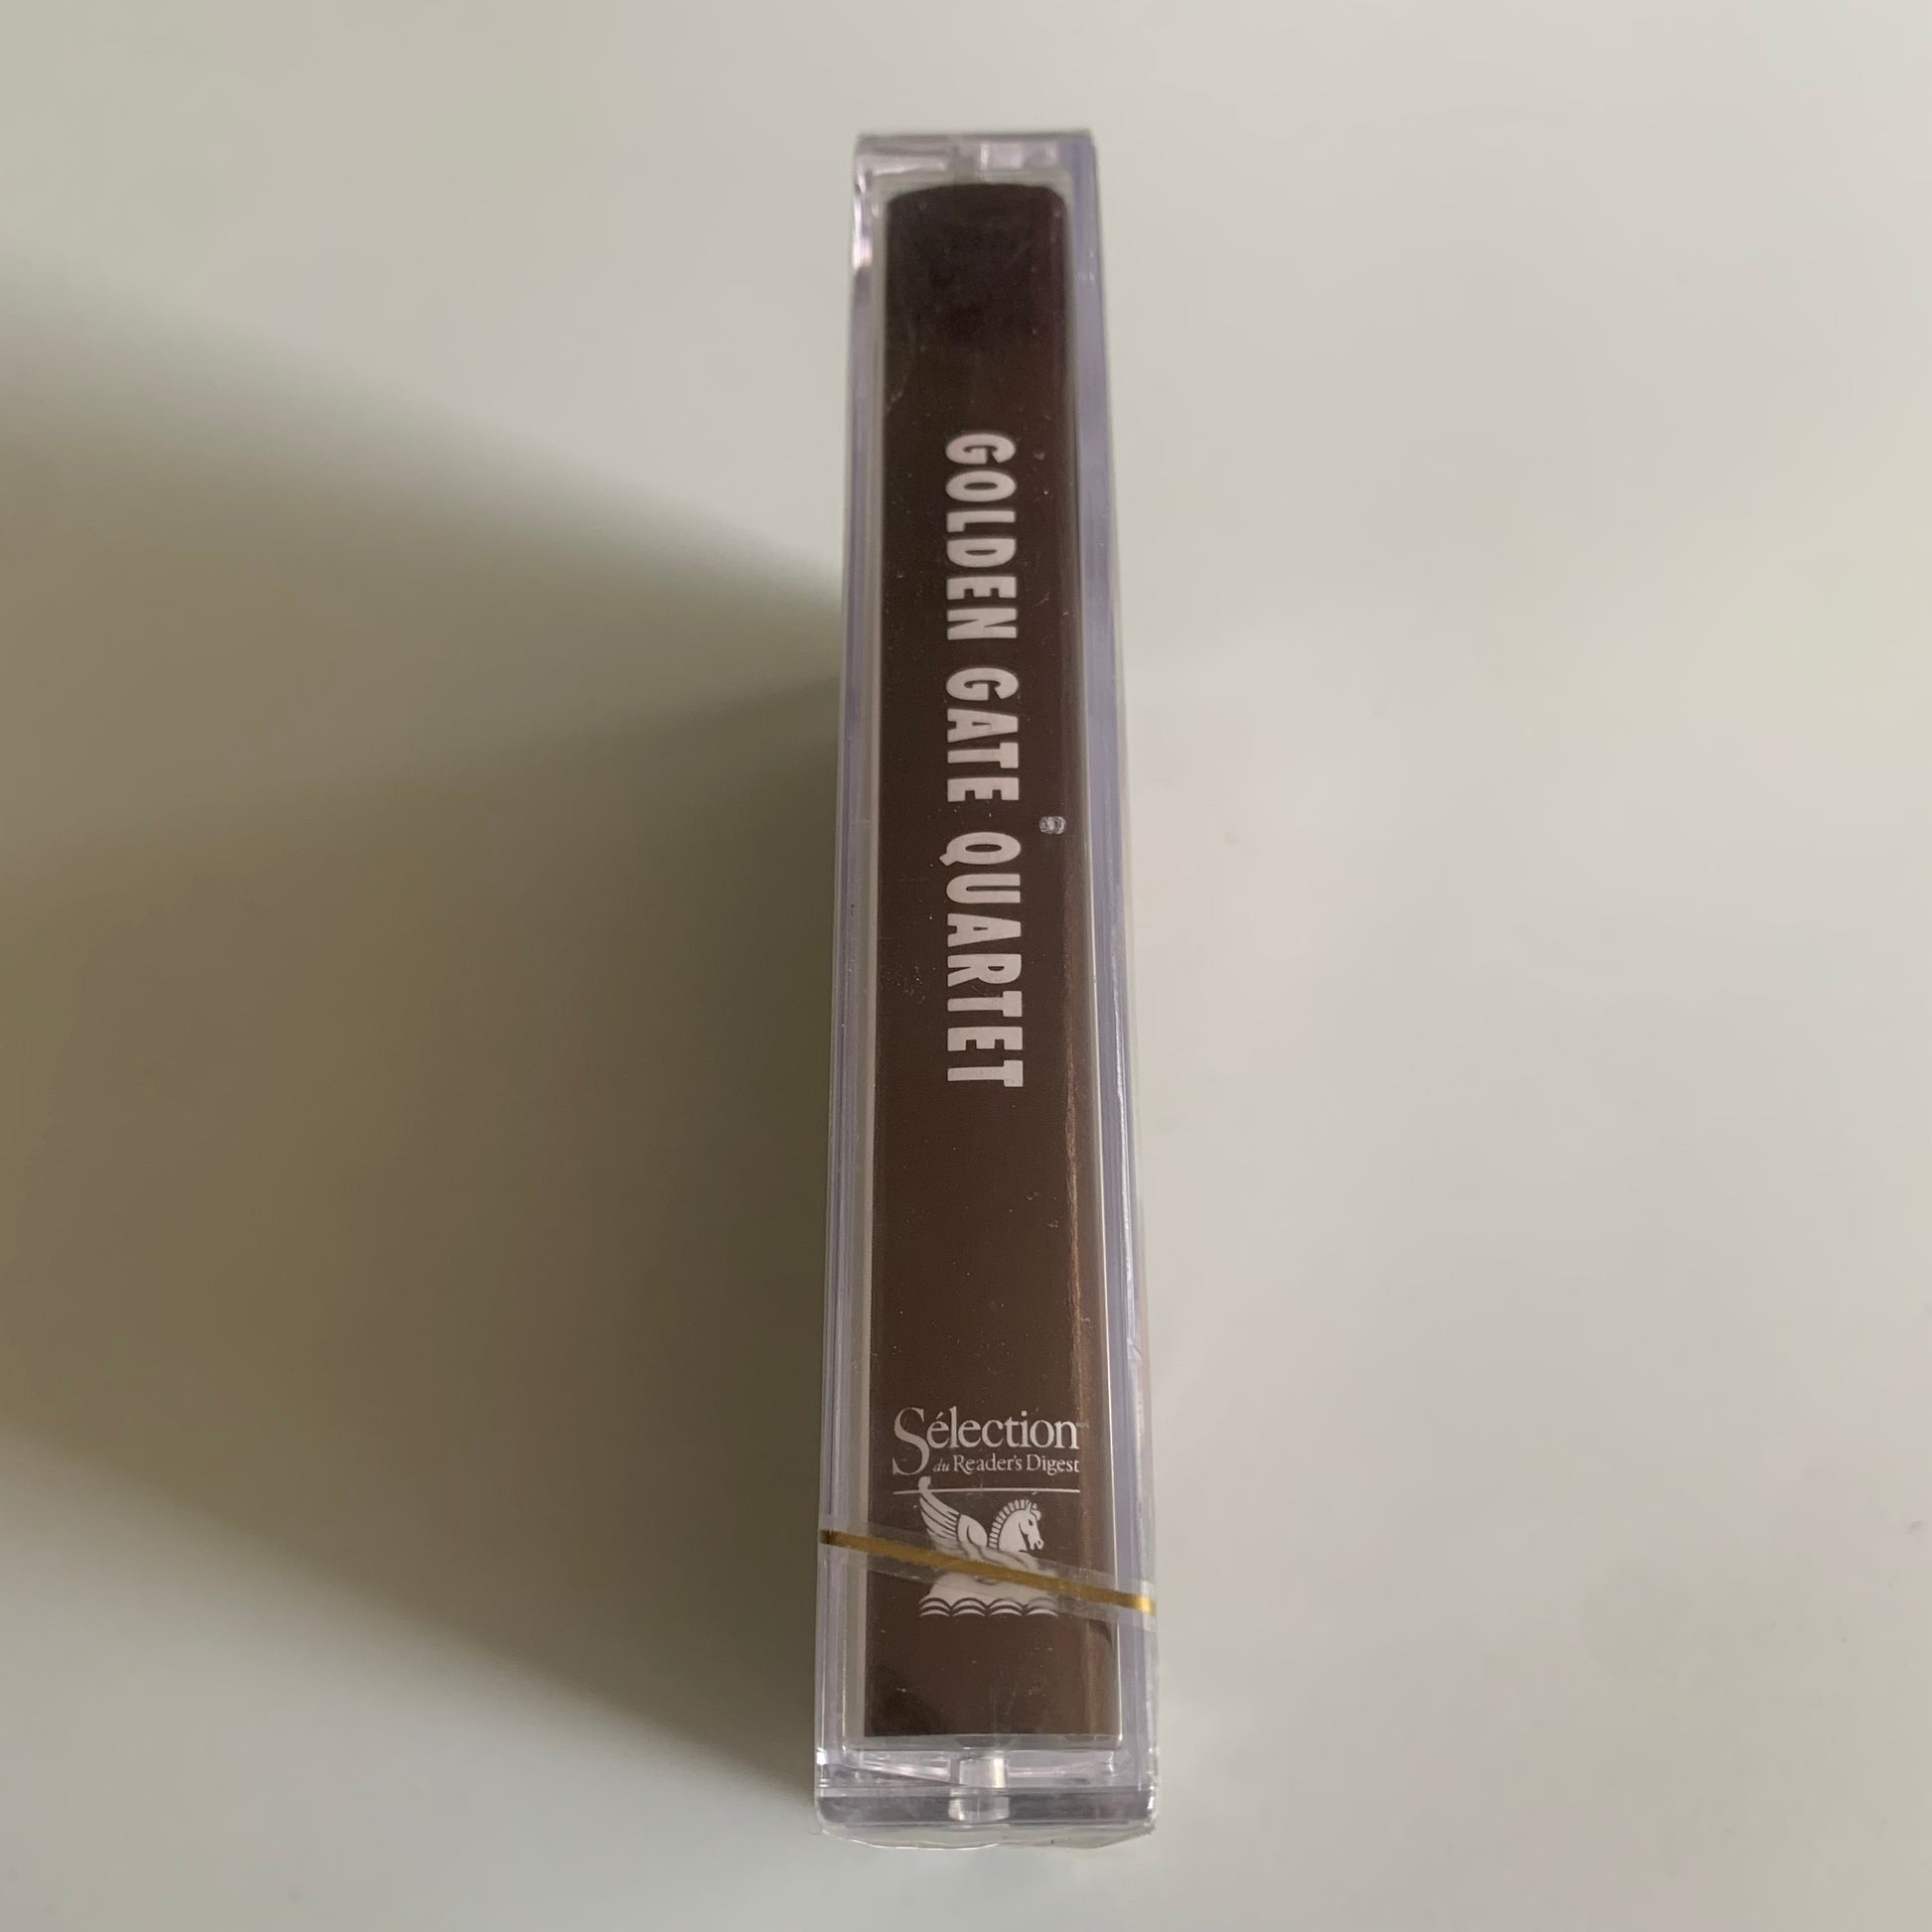 GOLDEN GATE QUARTET
Sélection
du Reader's Digest